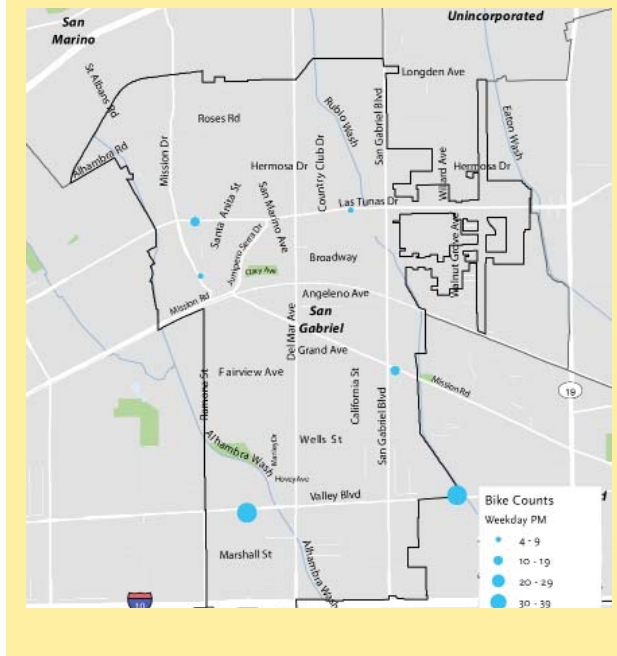 San
Marino
Unincorporated
St Albans Rd
Longden Ave
Roses Rd
Rubio Wash
San Gabriel Blvd
Eaton Wash
Alhambra Rd
Mission Dr
Hermosa Dr
Country Club Dr
Willard Ave
Hermosa Dr
Santa Anita St
San Marino Ave
Las Tunas Dr
Junipero Serra Dr
Broadway
Walnut Grove Ave
Clary Ave
Mission Rd
Angeleno Ave
San
Gabriel
Del Mar Ave
Grand Ave
Ramona St
Fairview Ave
California St
San Gabriel Blvd
Mission Rd
19
Alhambra Wash
Marney Dr
Wells St
Hovey Ave
Valley Blvd
Marshall St
Alhambra Wash
10
Bike Counts
Weekday PM
4 - 9
10 - 19
20 - 29
30 - 39
d